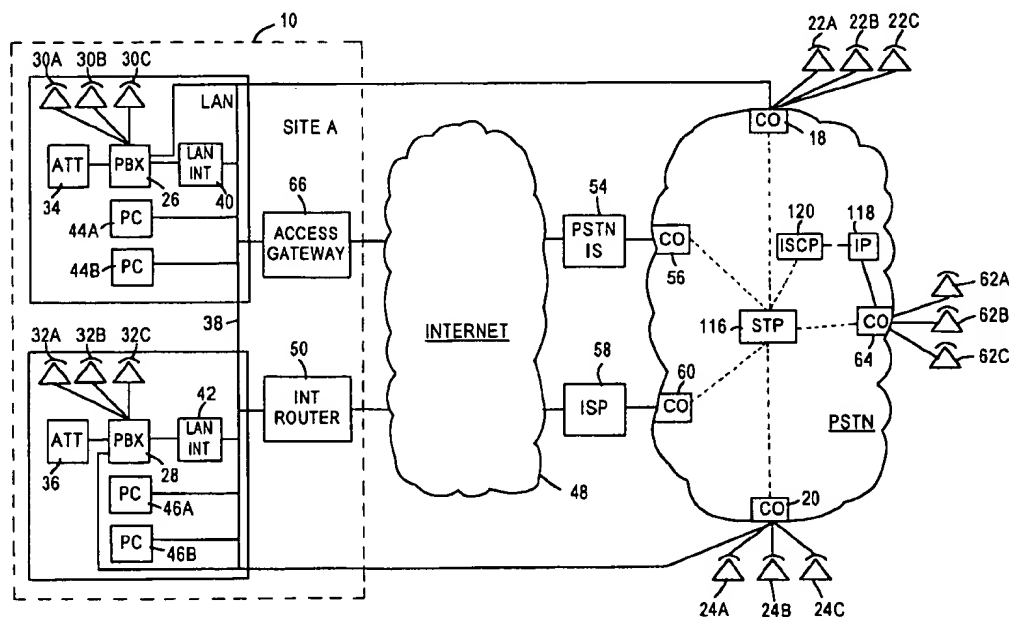 10
22A 22B 22C
30A 30B 30C
LAN
SITE A
CO
18
ATT
PBX
LAN INT
34
26
40
66
54
120
118
PC
44A
ACCESS GATEWAY
PSTN IS
CO
56
ISCP
IP
PC
44B
62A
62B
62C
38
INTERNET
116
STP
CO
64
32A 32B 32C
50
58
60
42
ATT
PBX
LAN INT
INT ROUTER
ISP
CO
PSTN
36
28
48
PC
46A
20
CO
PC
46B
24A 24B 24C